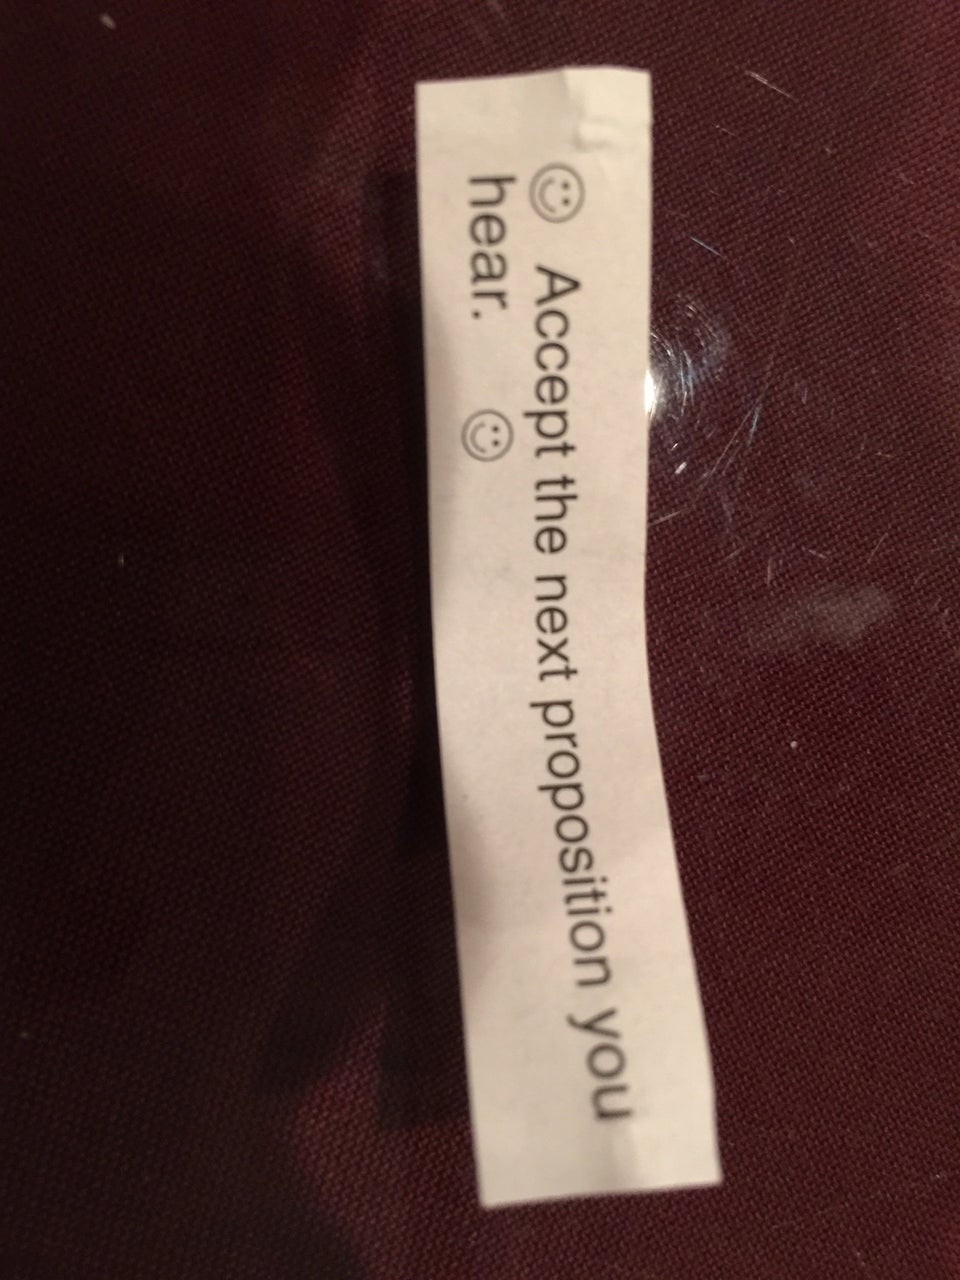 ☺ Accept the next proposition you
hear. ☺